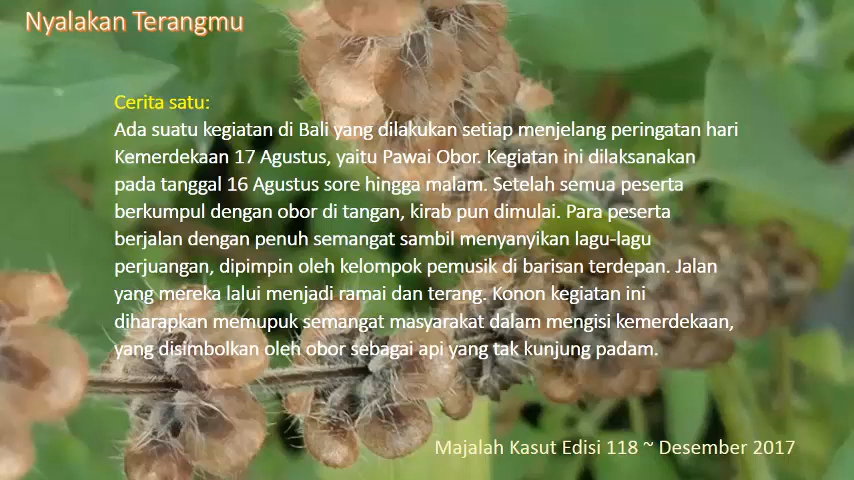 Nyalakan Terangmu
Cerita satu:
Ada suatu kegiatan di Bali yang dilakukan setiap menjelang peringatan hari
Kemerdekaan 17 Agustus, yaitu Pawai Obor. Kegiatan ini dilaksanakan
pada tanggal 16 Agustus sore hingga malam. Setelah semua peserta
berkumpul dengan obor di tangan, kirab pun dimulai. Para peserta
berjalan dengan penuh semangat sambil menyanyikan lagu-lagu
perjuangan, dipimpin oleh kelompok pemusik di barisan terdepan. Jalan
yang mereka lalui menjadi ramai dan terang. Konon kegiatan ini
diharapkan memupuk semangat masyarakat dalam mengisi kemerdekaan,
yang disimbolkan oleh obor sebagai api yang tak kunjung padam.
Majalah Kasut Edisi 118 ~ Desember 2017